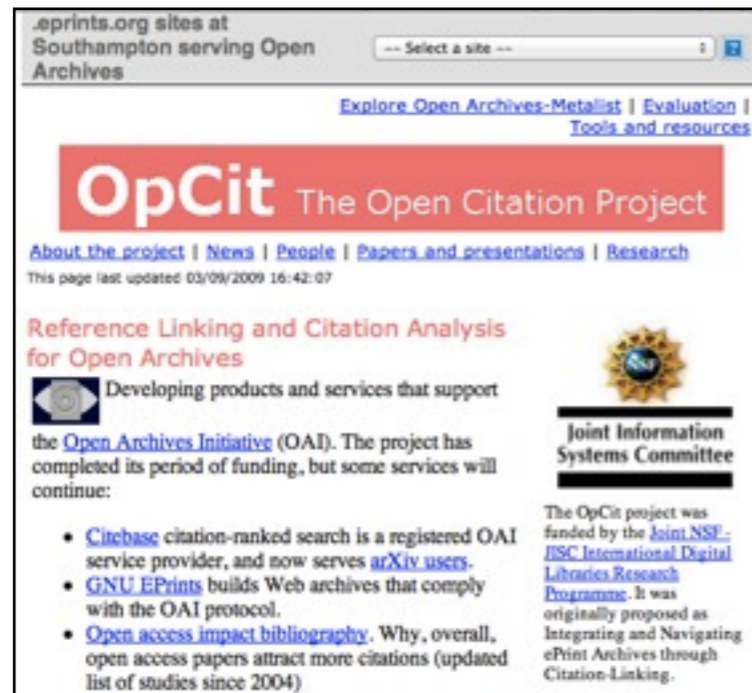 .eprints.org sites at
Southampton serving Open
Archives
-- Select a site --
Explore Open Archives-Metalist | Evaluation |
Tools and resources
OpCit The Open Citation Project
About the project | News | People | Papers and presentations | Research
This page last updated 03/09/2009 16:42:07
Reference Linking and Citation Analysis
for Open Archives
Developing products and services that support
the Open Archives Initiative (OAI). The project has
completed its period of funding, but some services will
continue:
• Citebase citation-ranked search is a registered OAI
service provider, and now serves arXiv users.
• GNU EPrints builds Web archives that comply
with the OAI protocol.
• Open access impact bibliography. Why, overall,
open access papers attract more citations (updated
list of studies since 2004)
NSF
Joint Information
Systems Committee
The OpCit project was
funded by the Joint NSF -
JISC International Digital
Libraries Research
Programme. It was
originally proposed as
Integrating and Navigating
ePrint Archives through
Citation-Linking.